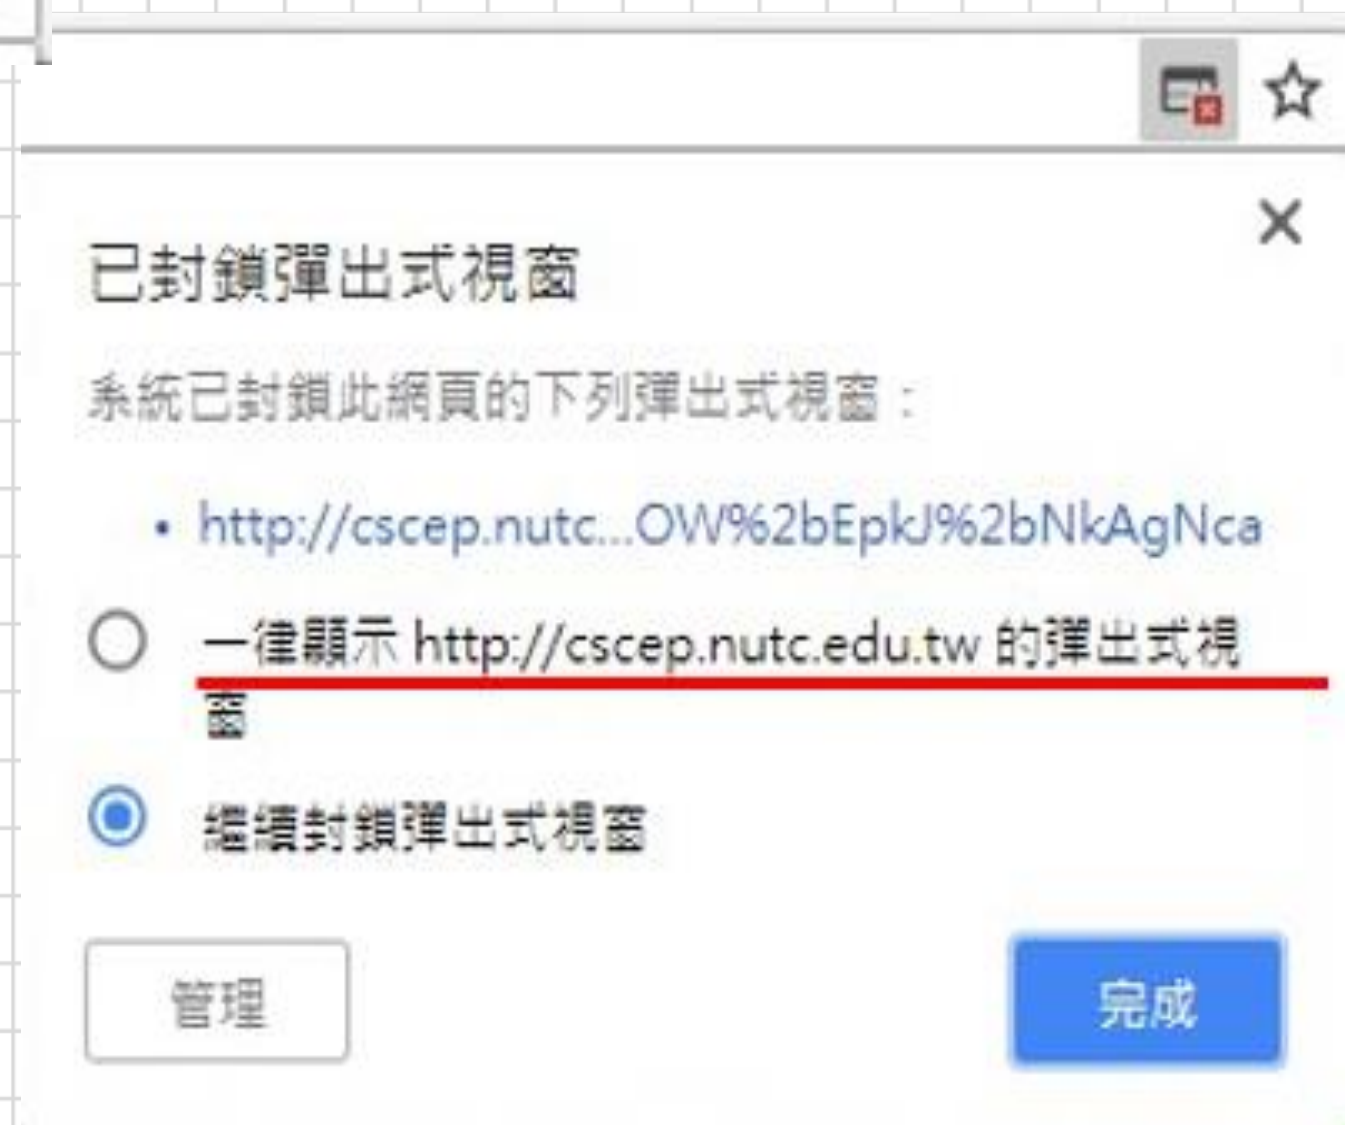 已封鎖彈出式視窗
系統已封鎖此網頁的下列彈出式視窗：
• http://cscep.nutc...OW%2bEpkJ%2bNkAgNca
一律顯示 http://cscep.nutc.edu.tw 的彈出式視
窗
繼續封鎖彈出式視窗
管理
完成